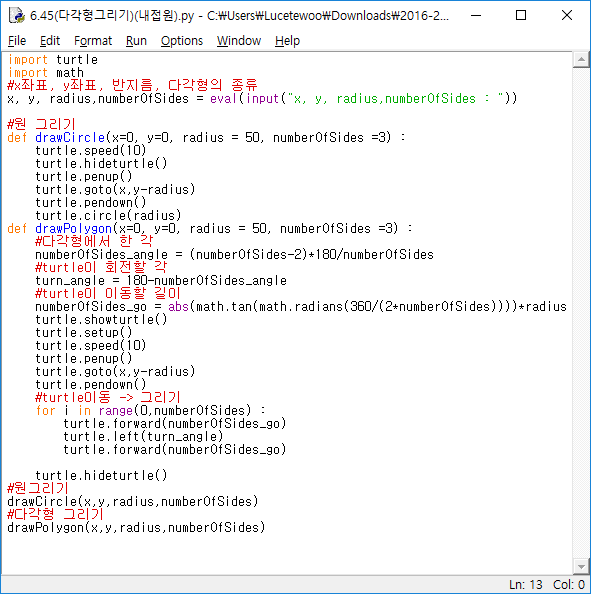 6.45(다각형그리기)(내접원).py - C:₩Users₩Lucetewoo₩Downloads₩2016-2...
File Edit Format Run Options Window Help
import turtle
import math
#x좌표, y좌표, 반지름, 다각형의 종류
x, y, radius,numberOfSides = eval(input("x, y, radius,numberOfSides : "))

#원 그리기
def drawCircle(x=0, y=0, radius = 50, numberOfSides =3) :
    turtle.speed(10)
    turtle.hideturtle()
    turtle.penup()
    turtle.goto(x,y-radius)
    turtle.pendown()
    turtle.circle(radius)
def drawPolygon(x=0, y=0, radius = 50, numberOfSides =3) :
    #다각형에서 한 각
    numberOfSides_angle = (numberOfSides-2)*180/numberOfSides
    #turtle이 회전할 각
    turn_angle = 180-numberOfSides_angle
    #turtle이 이동할 길이
    numberOfSides_go = abs(math.tan(math.radians(360/(2*numberOfSides))))*radius
    turtle.showturtle()
    turtle.setup()
    turtle.speed(10)
    turtle.penup()
    turtle.goto(x,y-radius)
    turtle.pendown()
    #turtle이동 -> 그리기
    for i in range(0,numberOfSides) :
        turtle.forward(numberOfSides_go)
        turtle.left(turn_angle)
        turtle.forward(numberOfSides_go)

    turtle.hideturtle()
#원그리기
drawCircle(x,y,radius,numberOfSides)
#다각형 그리기
drawPolygon(x,y,radius,numberOfSides)
Ln: 13 Col: 0